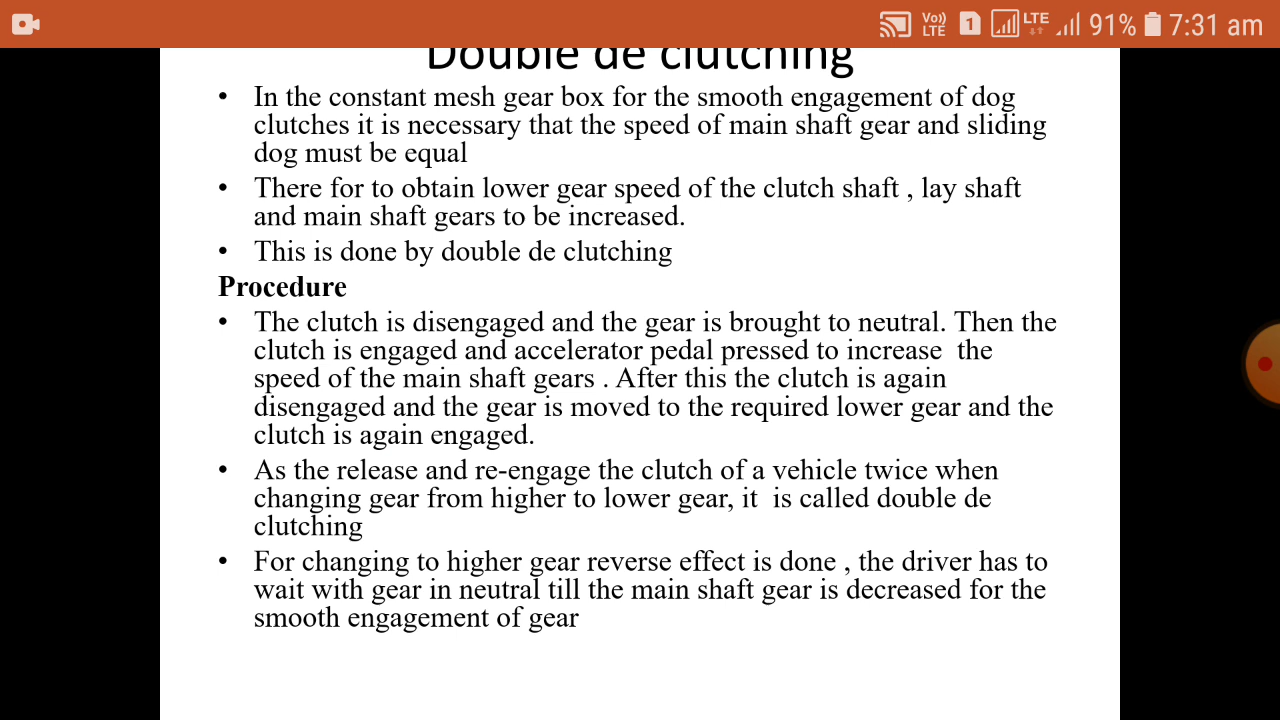 Vo)) LTE 1 LTE 91% 7:31 am
Double de clutching
• In the constant mesh gear box for the smooth engagement of dog
clutches it is necessary that the speed of main shaft gear and sliding
dog must be equal
• There for to obtain lower gear speed of the clutch shaft , lay shaft
and main shaft gears to be increased.
• This is done by double de clutching
Procedure
• The clutch is disengaged and the gear is brought to neutral. Then the
clutch is engaged and accelerator pedal pressed to increase  the
speed of the main shaft gears . After this the clutch is again
disengaged and the gear is moved to the required lower gear and the
clutch is again engaged.
• As the release and re-engage the clutch of a vehicle twice when
changing gear from higher to lower gear, it  is called double de
clutching
• For changing to higher gear reverse effect is done , the driver has to
wait with gear in neutral till the main shaft gear is decreased for the
smooth engagement of gear